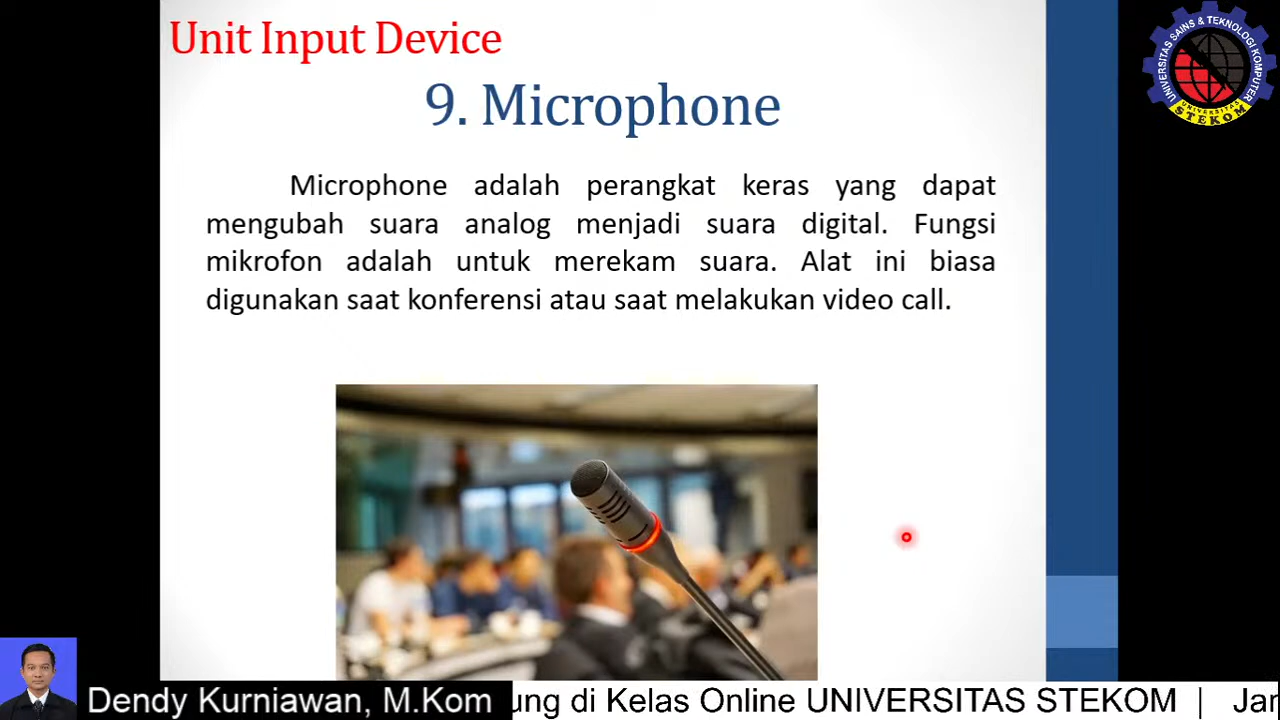 Unit Input Device
9. Microphone
Microphone adalah perangkat keras yang dapat
mengubah suara analog menjadi suara digital. Fungsi
mikrofon adalah untuk merekam suara. Alat ini biasa
digunakan saat konferensi atau saat melakukan video call.
UNIVERSITAS SAINS & TEKNOLOGI KOMPUTER
UNIVERSITAS
STEKOM
Dendy Kurniawan, M.Kom
di Kelas Online UNIVERSITAS STEKOM |